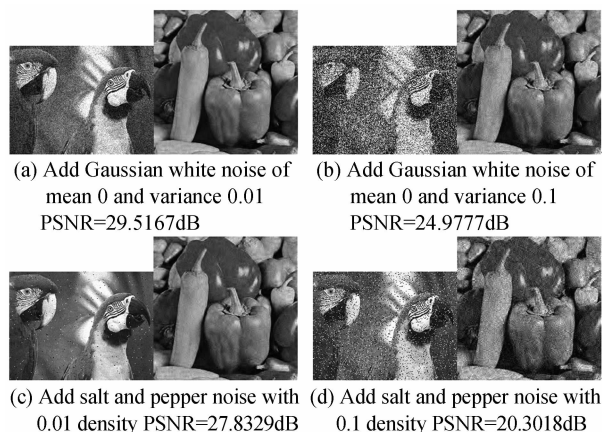 (a) Add Gaussian white noise of
mean 0 and variance 0.01
PSNR=29.5167dB
(b) Add Gaussian white noise of
mean 0 and variance 0.1
PSNR=24.9777dB
(c) Add salt and pepper noise with
0.01 density PSNR=27.8329dB
(d) Add salt and pepper noise with
0.1 density PSNR=20.3018dB